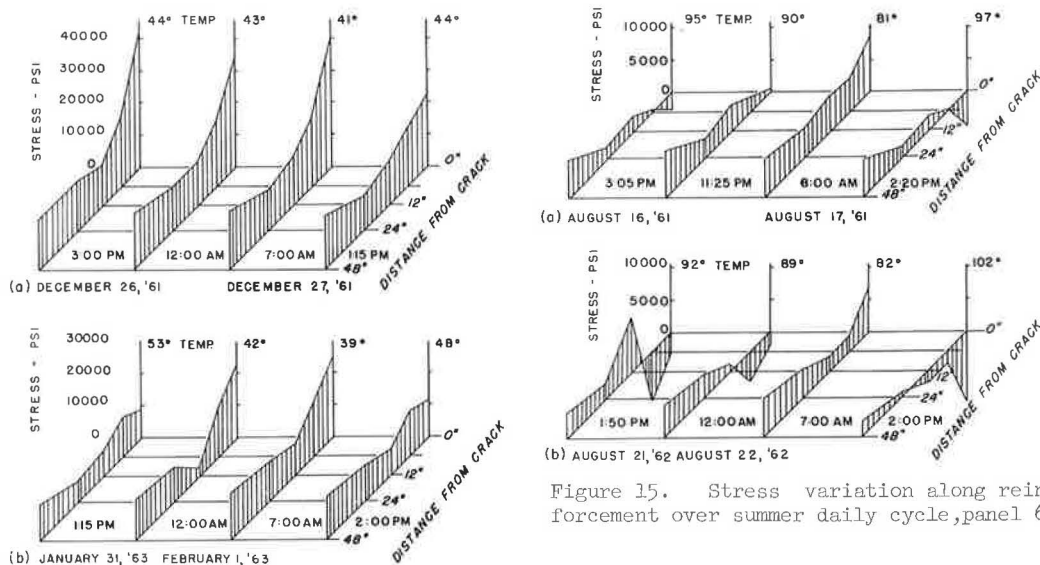 STRESS - PSI
40000
30000
20000
10000
0
44° TEMP. 43° 41° 44°
0"
12"
24"
48"
DISTANCE FROM CRACK
3:00 PM 12:00 AM 7:00 AM 1:15 PM
(a) DECEMBER 26, '61 DECEMBER 27, '61
STRESS - PSI
30000
20000
10000
0
53° TEMP. 42° 39° 48°
0"
12"
24"
48"
DISTANCE FROM CRACK
1:15 PM 12:00 AM 7:00 AM 2:00 PM
(b) JANUARY 31, '63 FEBRUARY 1, '63
STRESS - PSI
10000
5000
0
95° TEMP 90° 81° 97°
0"
12"
24"
48"
DISTANCE FROM CRACK
3:05 PM 11:25 PM 6:00 AM 2:20 PM
(a) AUGUST 16, '61 AUGUST 17, '61
STRESS - PSI
10000
5000
0
92° TEMP 89° 82° 102°
0"
12"
24"
48"
DISTANCE FROM CRACK
1:50 PM 12:00 AM 7:00 AM 2:00 PM
(b) AUGUST 21, '62 AUGUST 22, '62
Figure 15. Stress variation along rein
forcement over summer daily cycle, panel 6